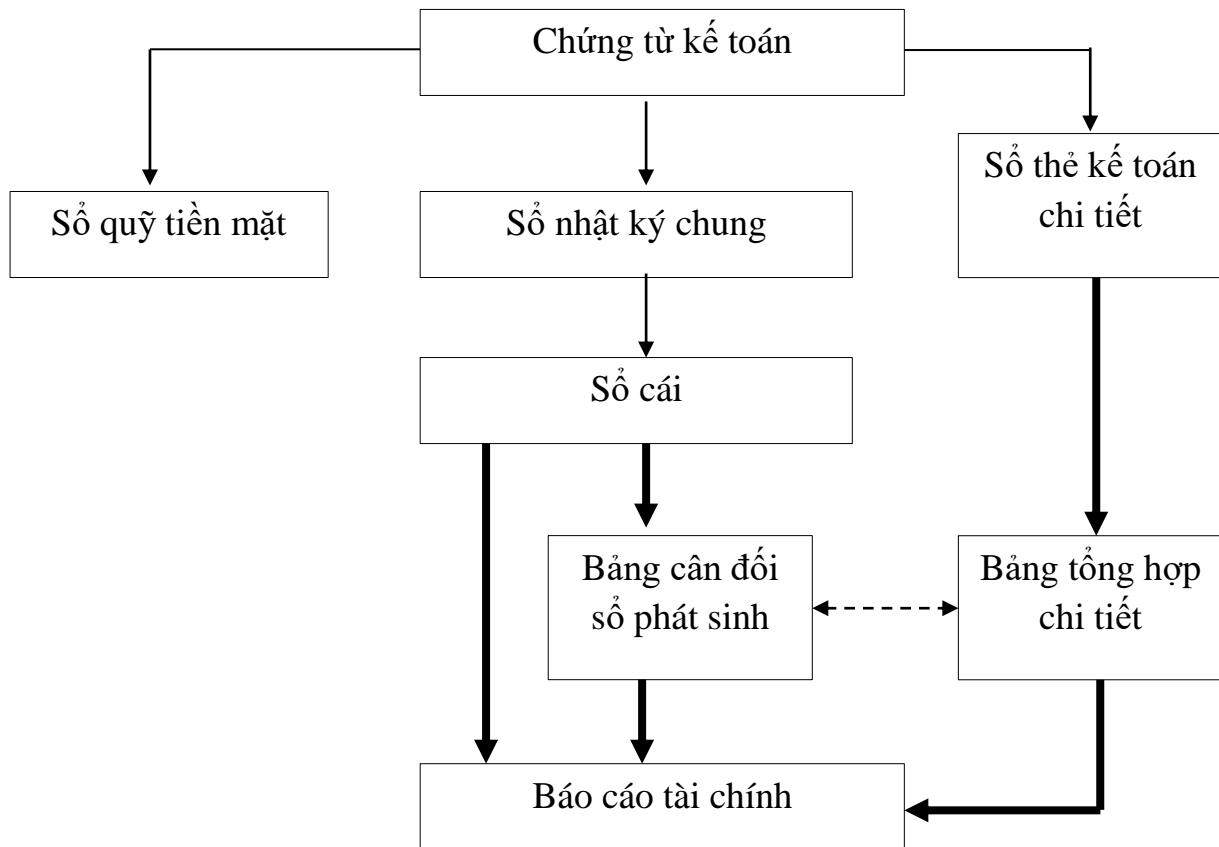 Chứng từ kế toán
Sổ quỹ tiền mặt
Sổ nhật ký chung
Sổ thẻ kế toán
chi tiết
Sổ cái
Bảng cân đối
sổ phát sinh
Bảng tổng hợp
chi tiết
Báo cáo tài chính